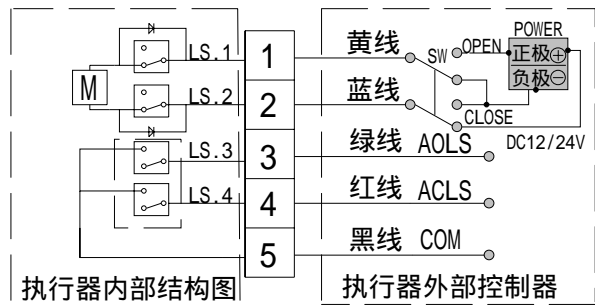 POWER
LS.1
1
黄线
SW
OPEN
正极⊕
负极⊖
M
LS.2
2
蓝线
CLOSE
DC12/24V
LS.3
3
绿线 AOLS
LS.4
4
红线 ACLS
5
黑线 COM
执行器内部结构图
执行器外部控制器